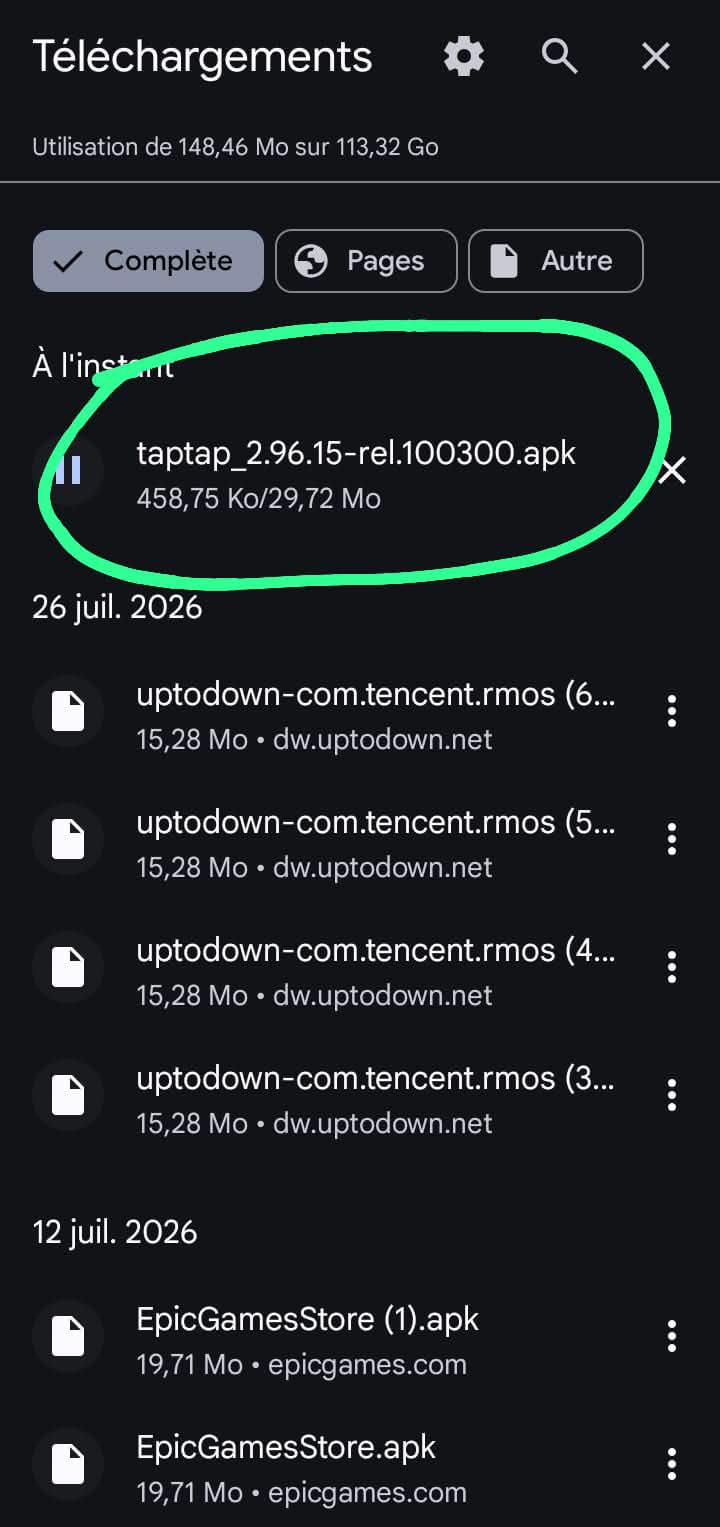 Téléchargements
Utilisation de 148,46 Mo sur 113,32 Go
Complète
Pages
Autre
À l'instant
taptap_2.96.15-rel.100300.apk
458,75 Ko/29,72 Mo
26 juil. 2026
uptodown-com.tencent.rmos (6...
15,28 Mo • dw.uptodown.net
uptodown-com.tencent.rmos (5...
15,28 Mo • dw.uptodown.net
uptodown-com.tencent.rmos (4...
15,28 Mo • dw.uptodown.net
uptodown-com.tencent.rmos (3...
15,28 Mo • dw.uptodown.net
12 juil. 2026
EpicGamesStore (1).apk
19,71 Mo • epicgames.com
EpicGamesStore.apk
19,71 Mo • epicgames.com